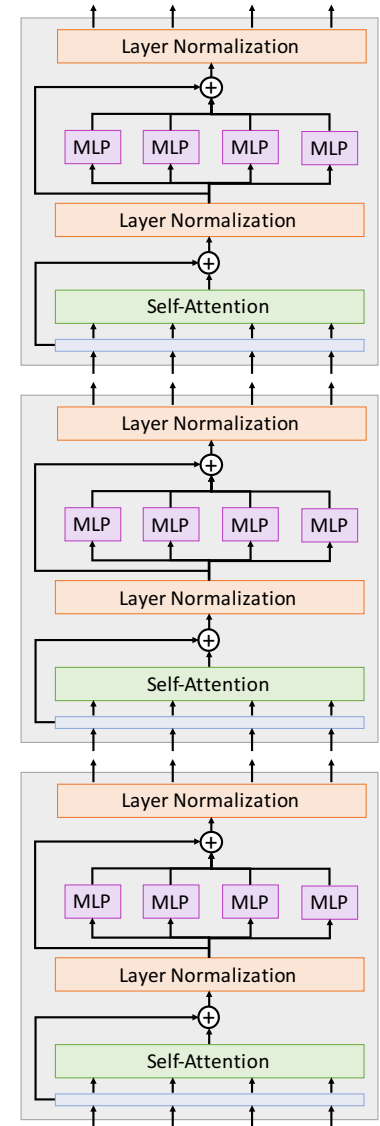 Layer Normalization
+
MLP MLP MLP MLP
Layer Normalization
+
Self-Attention
Layer Normalization
+
MLP MLP MLP MLP
Layer Normalization
+
Self-Attention
Layer Normalization
+
MLP MLP MLP MLP
Layer Normalization
+
Self-Attention